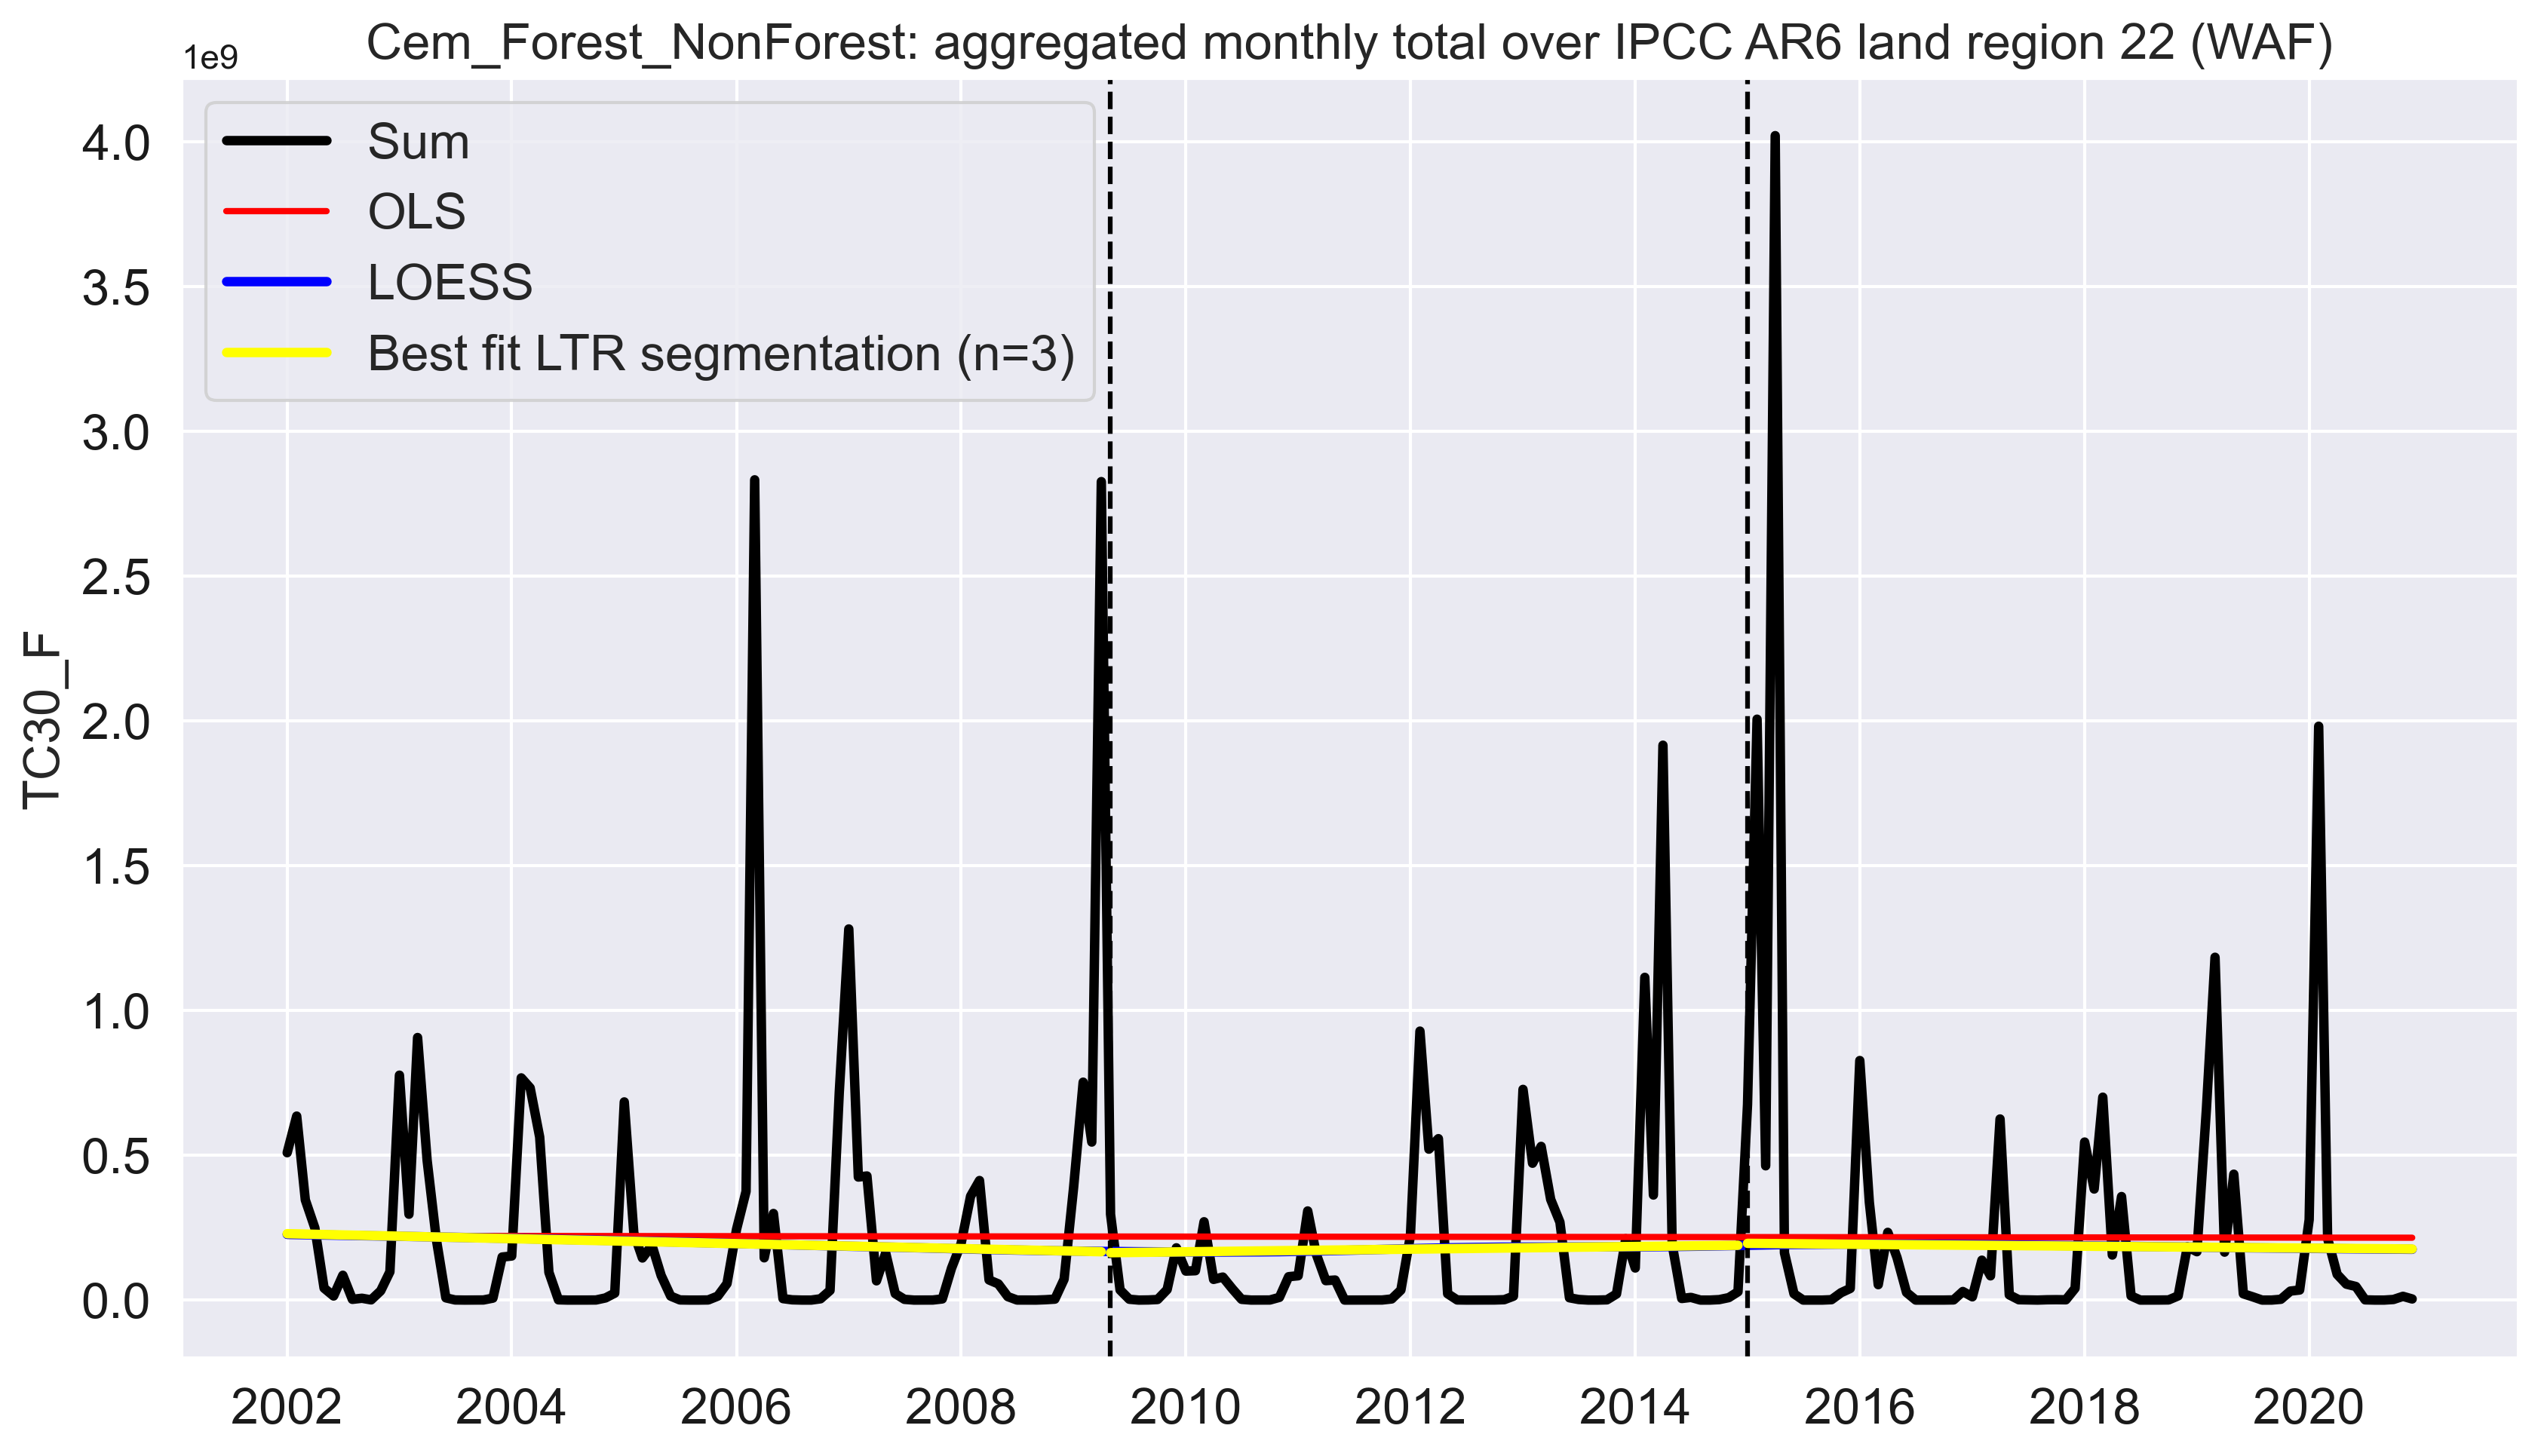 Cem_Forest_NonForest: aggregated monthly total over IPCC AR6 land region 22 (WAF)
1e9
Sum
OLS
LOESS
Best fit LTR segmentation (n=3)
TC30_F
4.0
3.5
3.0
2.5
2.0
1.5
1.0
0.5
0.0
2002 2004 2006 2008 2010 2012 2014 2016 2018 2020